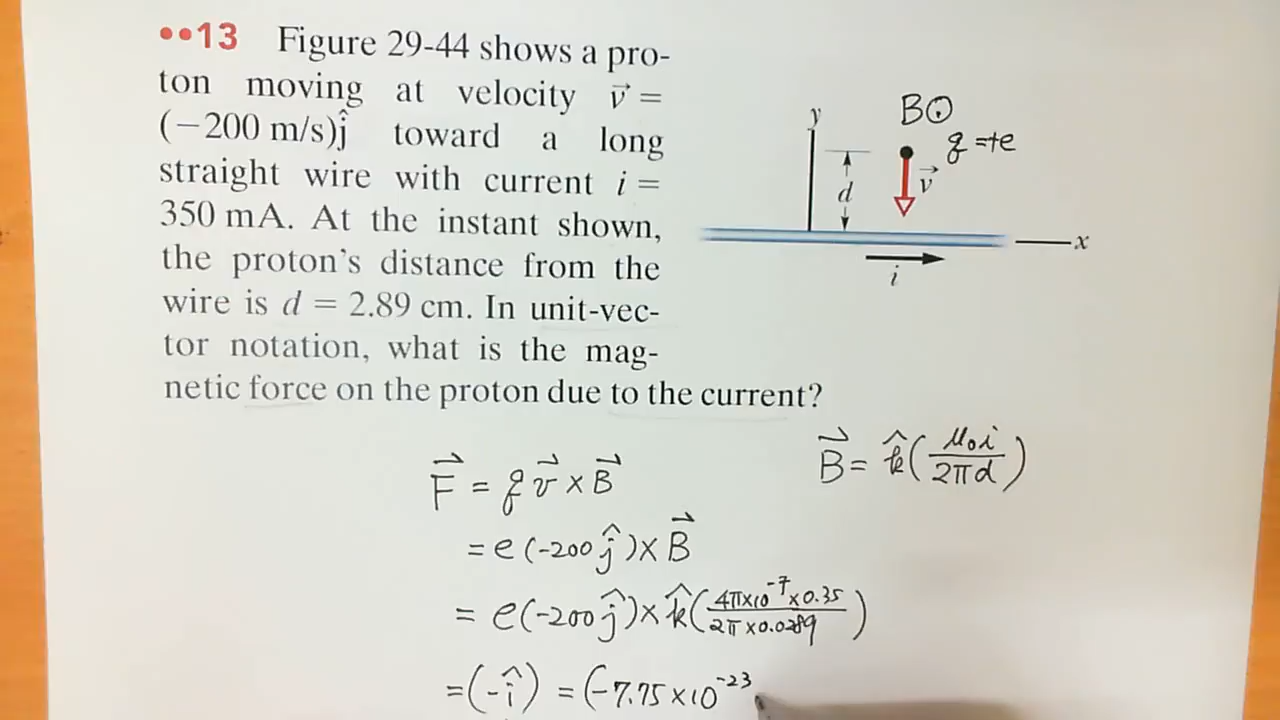 ••13 Figure 29-44 shows a pro-
ton moving at velocity v⃗ =
(−200 m/s)ĵ toward a long
straight wire with current i =
350 mA. At the instant shown,
the proton's distance from the
wire is d = 2.89 cm. In unit-vec-
tor notation, what is the mag-
netic force on the proton due to the current?
B⊙
y
q=+e
d
v⃗
x
i
B⃗ = k̂(μ₀i/2πd)
F⃗ = q v⃗ × B⃗
= e(-200 ĵ) × B⃗
= e(-200 ĵ) × k̂(4π×10⁻⁷×0.35/2π×0.0289)
= (-î) = (-7.75×10⁻²³